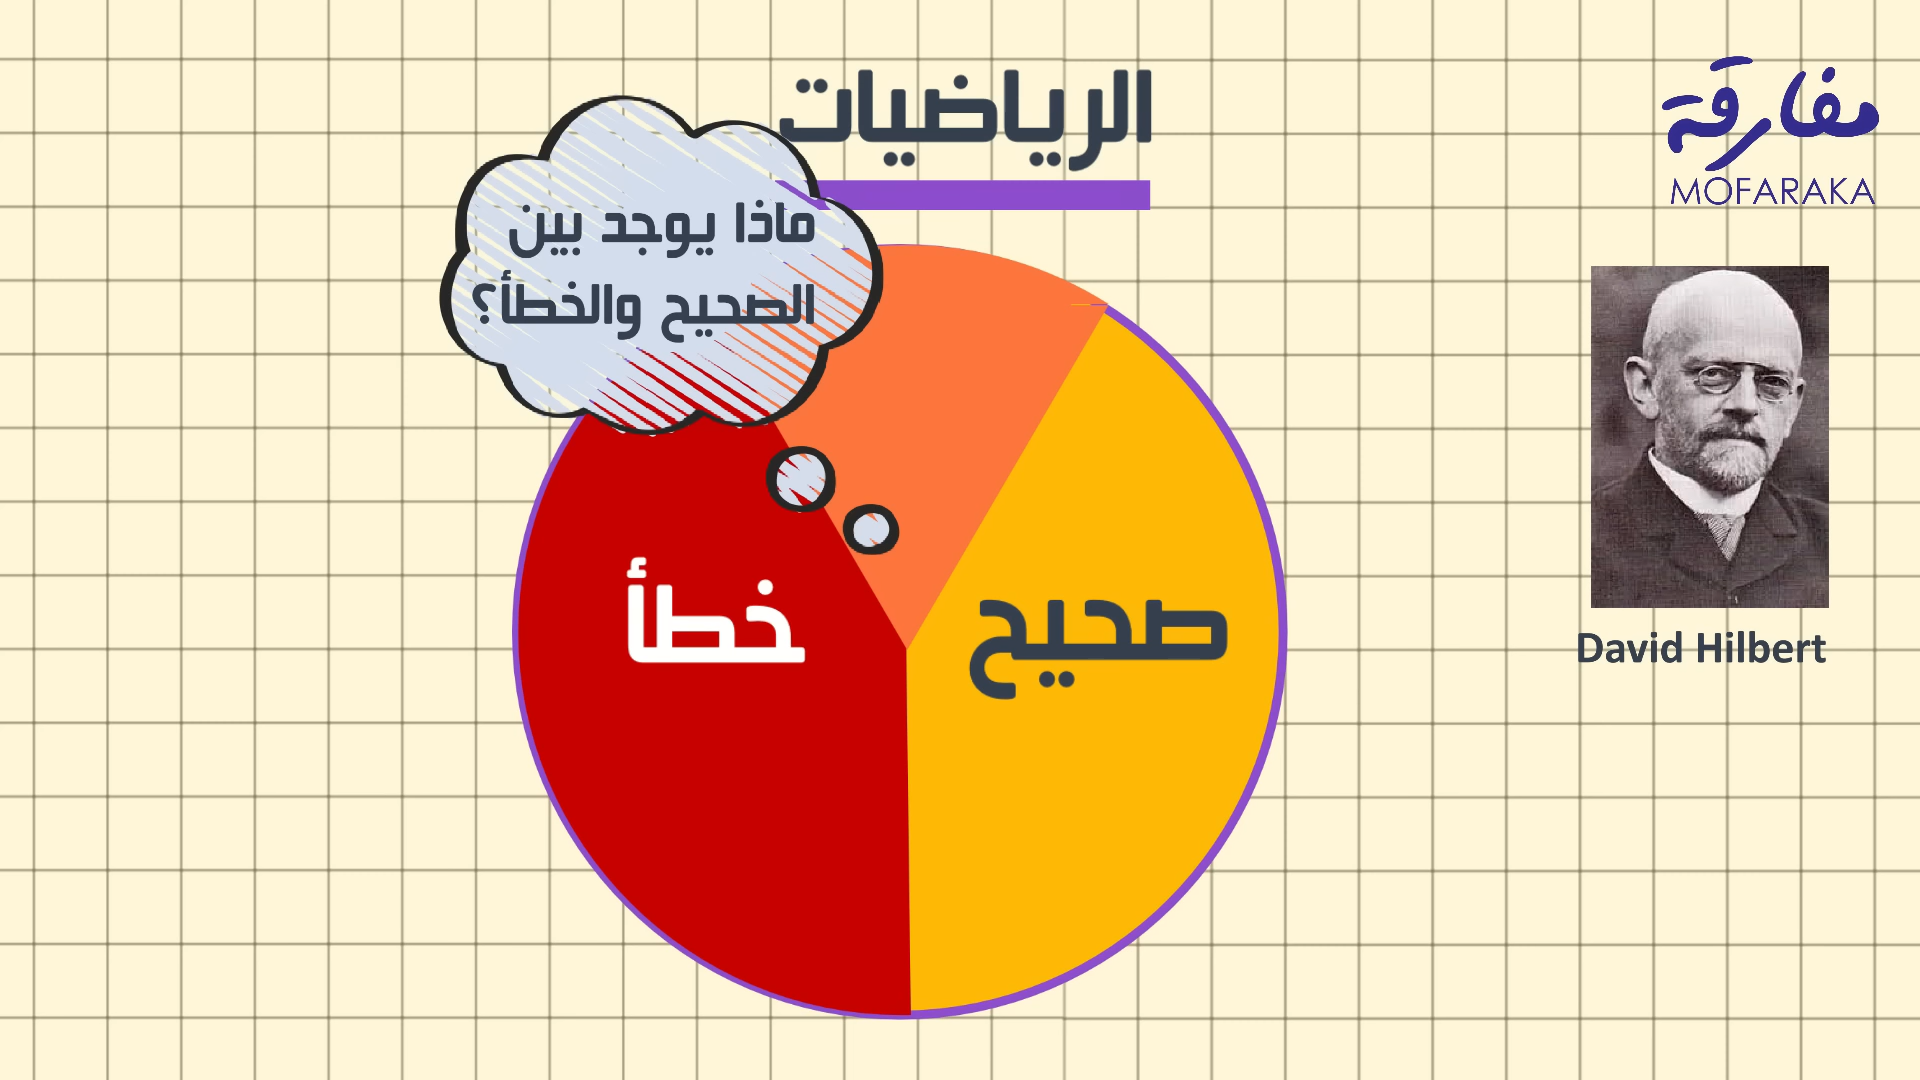 الرياضيات
مفارقة
MOFARAKA
ماذا يوجد بين
الصحيح والخطأ؟
خطأ
صحيح
David Hilbert